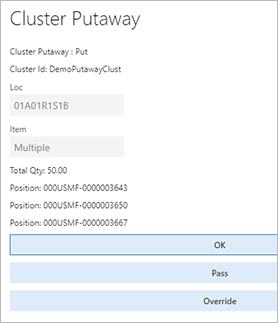 Cluster Putaway
Cluster Putaway : Put
Cluster Id: DemoPutawayClust
Loc
01A01R1S1B
Item
Multiple
Total Qty: 50.00
Position: 000USMF-0000003643
Position: 000USMF-0000003650
Position: 000USMF-0000003667
OK
Pass
Override